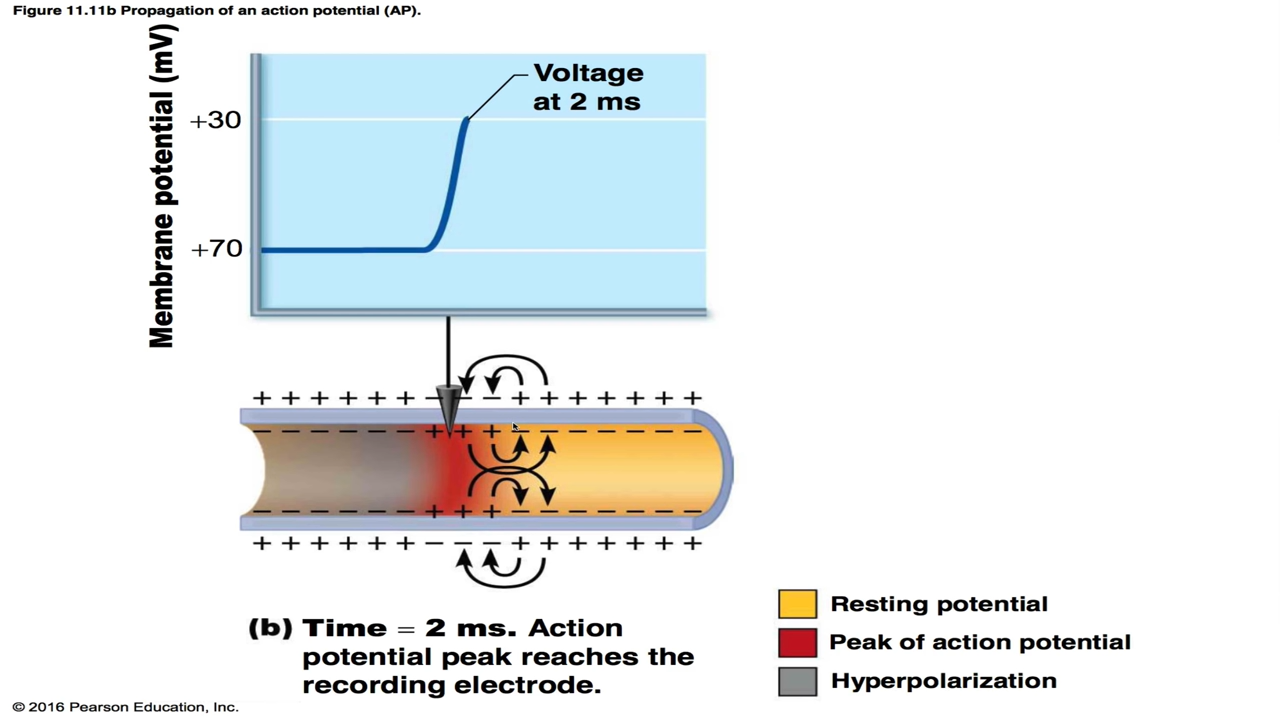 Figure 11.11b Propagation of an action potential (AP).
Membrane potential (mV)
Voltage
at 2 ms
+30
+70
+ + + + + + − − + + + + + + +
− − − − − − + + + − − − − − − −
− − − − − − + + + − − − − − − −
+ + + + + + − − − + + + + + + +
(b) Time = 2 ms. Action
potential peak reaches the
recording electrode.
Resting potential
Peak of action potential
Hyperpolarization
© 2016 Pearson Education, Inc.